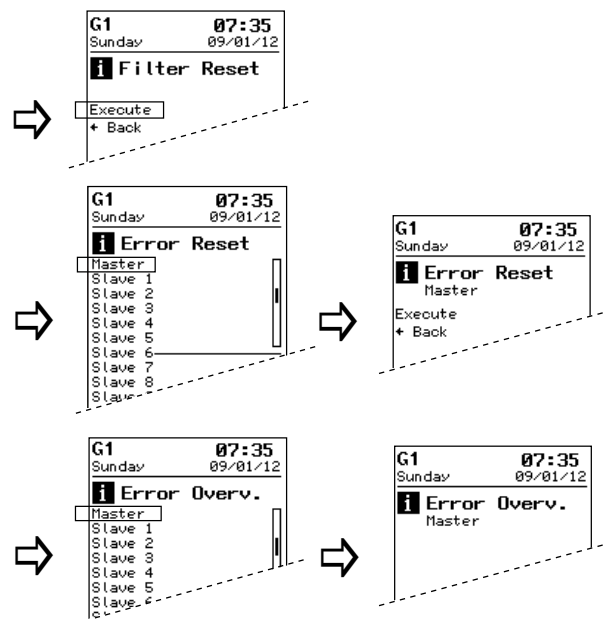 G1 07:35
Sunday 09/01/12
i Filter Reset
Execute
← Back
G1 07:35
Sunday 09/01/12
i Error Reset
Master
Slave 1
Slave 2
Slave 3
Slave 4
Slave 5
Slave 6
Slave 7
Slave 8
G1 07:35
Sunday 09/01/12
i Error Reset
Master
Execute
← Back
G1 07:35
Sunday 09/01/12
i Error Overv.
Master
Slave 1
Slave 2
Slave 3
Slave 4
Slave 5
Slave
G1 07:35
Sunday 09/01/12
i Error Overv.
Master